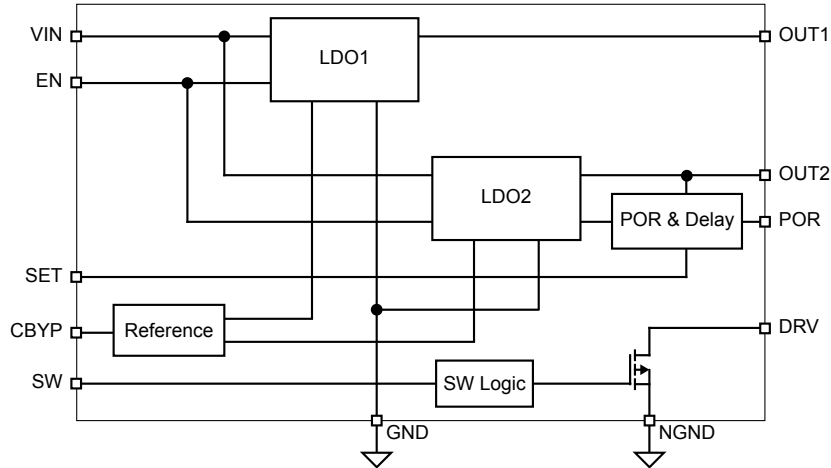 VIN
OUT1
LDO1
EN
OUT2
LDO2
POR & Delay
POR
SET
CBYP
Reference
DRV
SW
SW Logic
GND
NGND